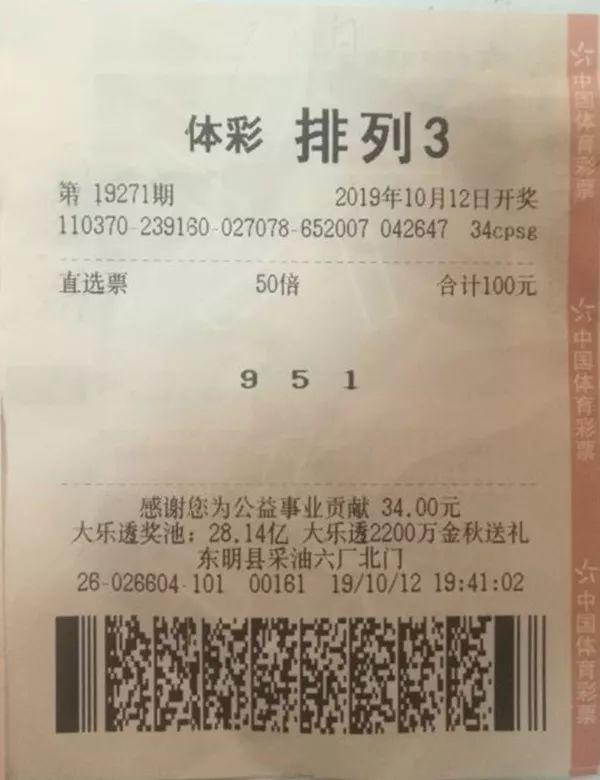 体彩 排列3
第 19271期 2019年10月12日开奖
110370-239160-027078-652007 042647 34cpsg
直选票 50倍 合计100元
9 5 1
感谢您为公益事业贡献 34.00元
大乐透奖池：28.14亿 大乐透2200万金秋送礼
东明县采油六厂北门
26-026604-101 00161 19/10/12 19:41:02
中国体育彩票
中国体育彩票
中国体育彩票